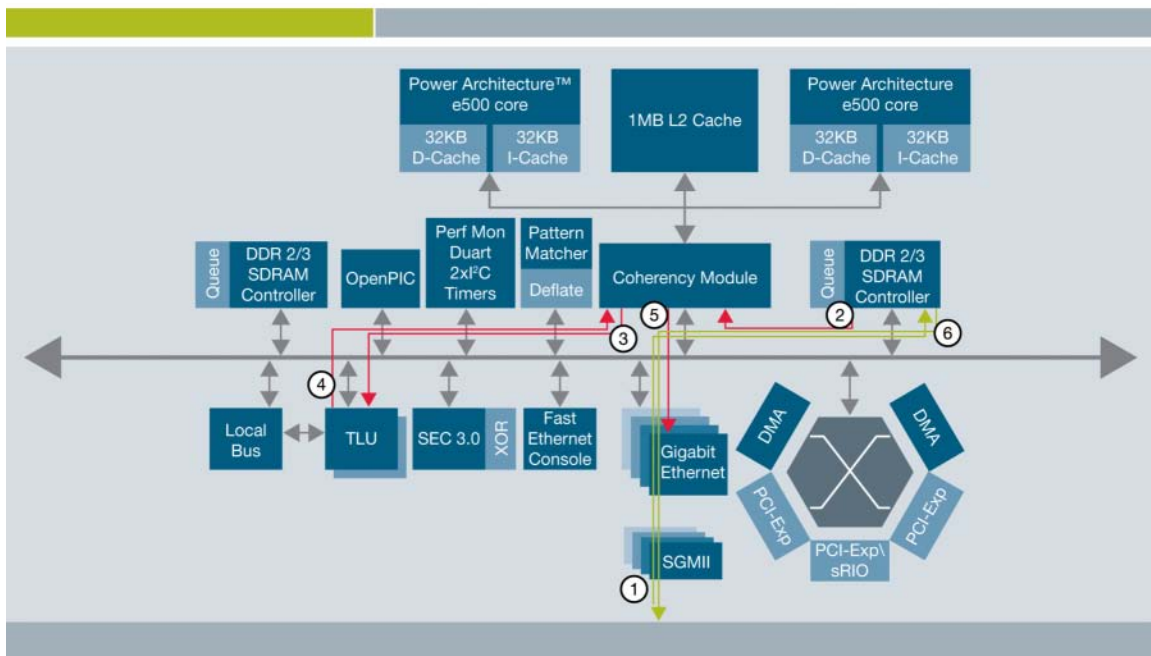 Power Architecture™
e500 core
32KB
D-Cache
32KB
I-Cache
1MB L2 Cache
Power Architecture
e500 core
32KB
D-Cache
32KB
I-Cache
Queue
DDR 2/3
SDRAM
Controller
OpenPIC
Perf Mon
Duart
2xI²C
Timers
Pattern
Matcher
Deflate
Coherency Module
Queue
DDR 2/3
SDRAM
Controller
5
2
3
6
4
Local
Bus
TLU
SEC 3.0
XOR
Fast
Ethernet
Console
Gigabit
Ethernet
DMA
DMA
PCI-Exp
PCI-Exp
PCI-Exp\
sRIO
SGMII
1